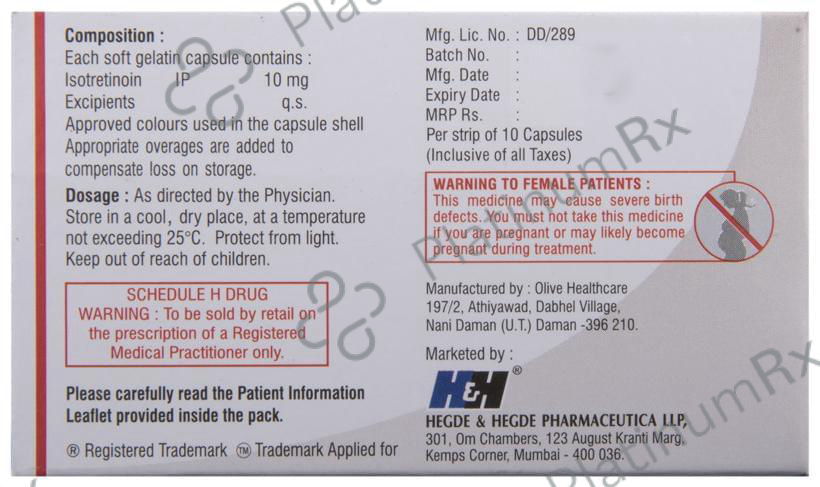 Composition :
Each soft gelatin capsule contains :
Isotretinoin IP 10 mg
Excipients q.s.
Approved colours used in the capsule shell
Appropriate overages are added to
compensate loss on storage.
Dosage : As directed by the Physician.
Store in a cool, dry place, at a temperature
not exceeding 25°C. Protect from light.
Keep out of reach of children.
SCHEDULE H DRUG
WARNING : To be sold by retail on
the prescription of a Registered
Medical Practitioner only.
Please carefully read the Patient Information
Leaflet provided inside the pack.
® Registered Trademark ™ Trademark Applied for
Mfg. Lic. No. : DD/289
Batch No. :
Mfg. Date :
Expiry Date :
MRP Rs. :
Per strip of 10 Capsules
(Inclusive of all Taxes)
WARNING TO FEMALE PATIENTS :
This medicine may cause severe birth
defects. You must not take this medicine
if you are pregnant or may likely become
pregnant during treatment.
Manufactured by : Olive Healthcare
197/2, Athiyawad, Dabhel Village,
Nani Daman (U.T.) Daman -396 210.
Marketed by :
H&H®
HEGDE & HEGDE PHARMACEUTICA LLP,
301, Om Chambers, 123 August Kranti Marg,
Kemps Corner, Mumbai - 400 036.
PlatinumRx
PlatinumRx
PlatinumRx